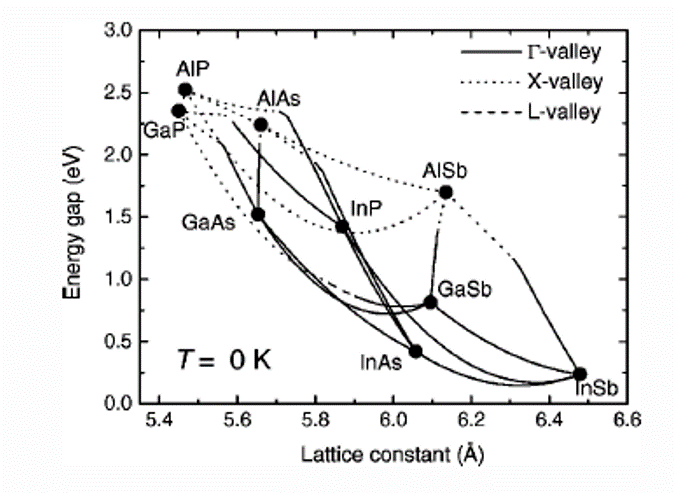 3.0
2.5
2.0
1.5
1.0
0.5
0.0
Energy gap (eV)
Γ-valley
X-valley
L-valley
AlP
AlAs
GaP
AlSb
GaAs
InP
GaSb
InAs
InSb
T = 0 K
5.4 5.6 5.8 6.0 6.2 6.4 6.6
Lattice constant (Å)